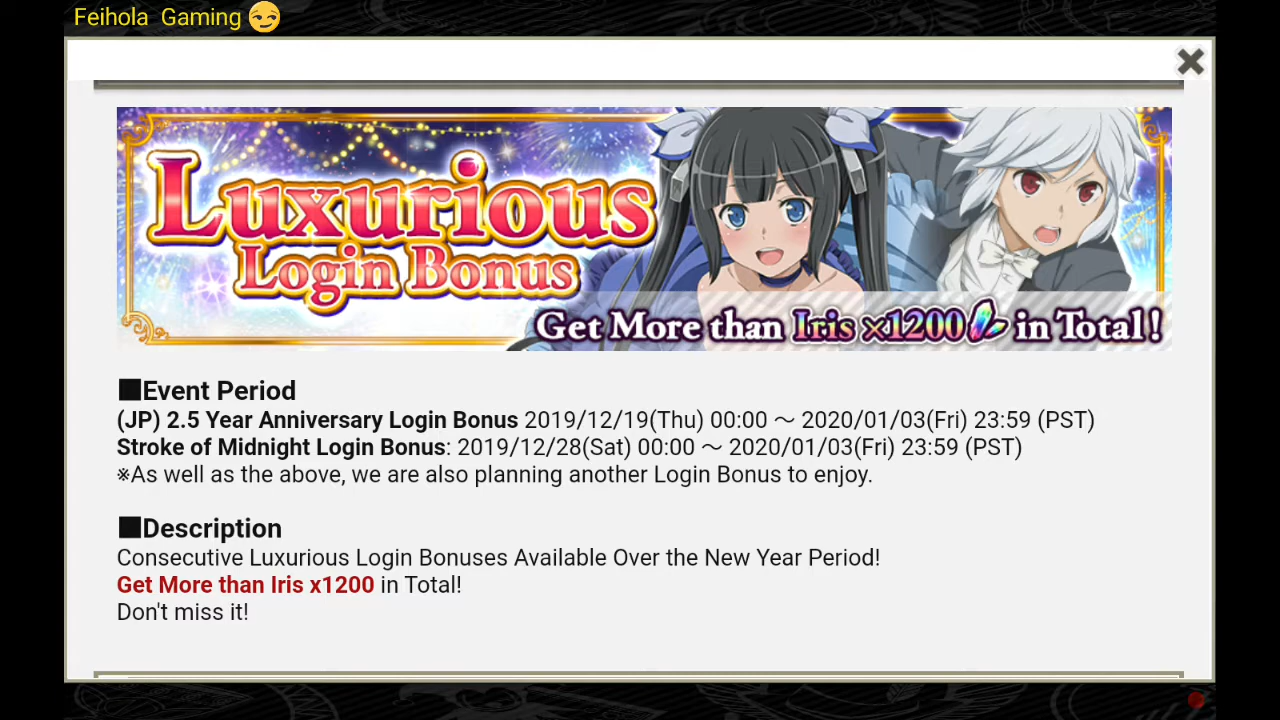 Feihola Gaming 😏
Luxurious
Login Bonus
Get More than Iris x1200 in Total!
■Event Period
(JP) 2.5 Year Anniversary Login Bonus 2019/12/19(Thu) 00:00 ～ 2020/01/03(Fri) 23:59 (PST)
Stroke of Midnight Login Bonus: 2019/12/28(Sat) 00:00 ～ 2020/01/03(Fri) 23:59 (PST)
※As well as the above, we are also planning another Login Bonus to enjoy.
■Description
Consecutive Luxurious Login Bonuses Available Over the New Year Period!
Get More than Iris x1200 in Total!
Don't miss it!